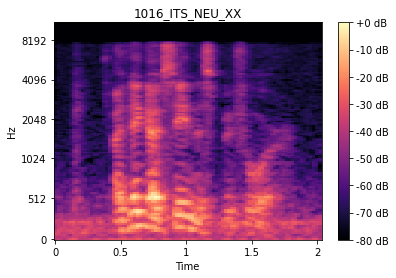 1016_ITS_NEU_XX
8192
4096
2048
1024
512
0
Hz
0
0.5
1
1.5
2
Time
+0 dB
-10 dB
-20 dB
-30 dB
-40 dB
-50 dB
-60 dB
-70 dB
-80 dB